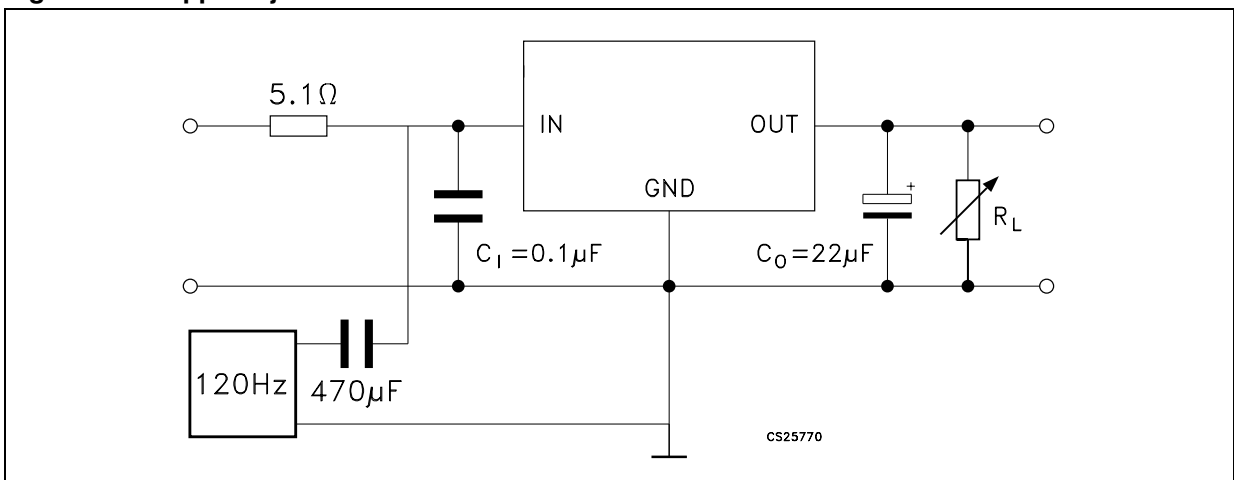 5.1Ω
IN
OUT
GND
C_I=0.1µF
C_O=22µF
R_L
120Hz
470µF
CS25770